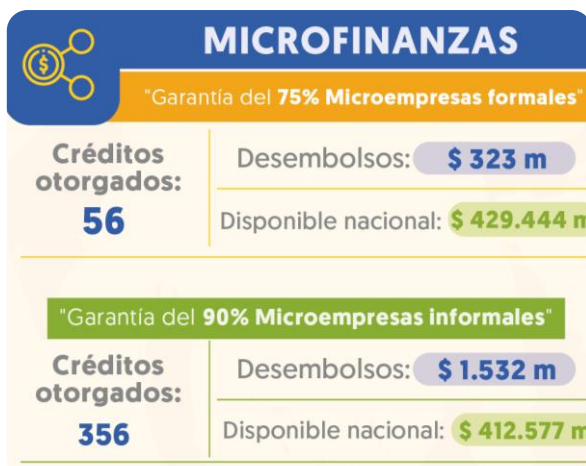 MICROFINANZAS
"Garantía del 75% Microempresas formales"
Créditos
otorgados:
56
Desembolsos: $ 323 m
Disponible nacional: $ 429.444 m
"Garantía del 90% Microempresas informales"
Créditos
otorgados:
356
Desembolsos: $ 1.532 m
Disponible nacional: $ 412.577 m